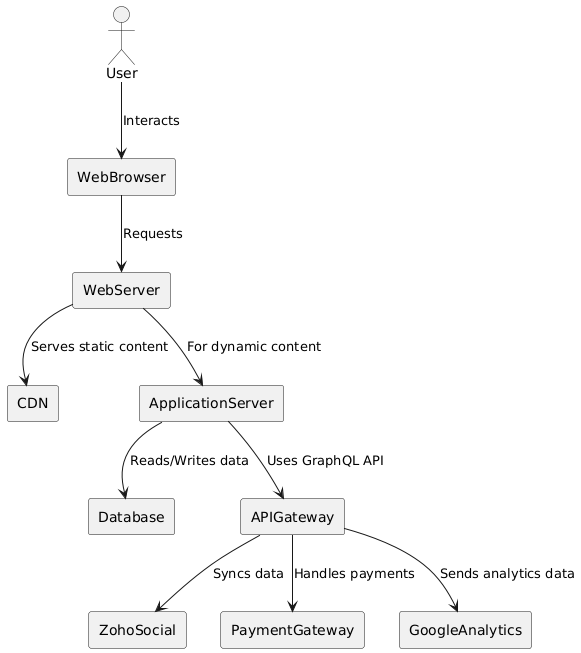 User
Interacts
WebBrowser
Requests
WebServer
Serves static content
For dynamic content
CDN
ApplicationServer
Reads/Writes data
Uses GraphQL API
Database
APIGateway
Syncs data
Handles payments
Sends analytics data
ZohoSocial
PaymentGateway
GoogleAnalytics